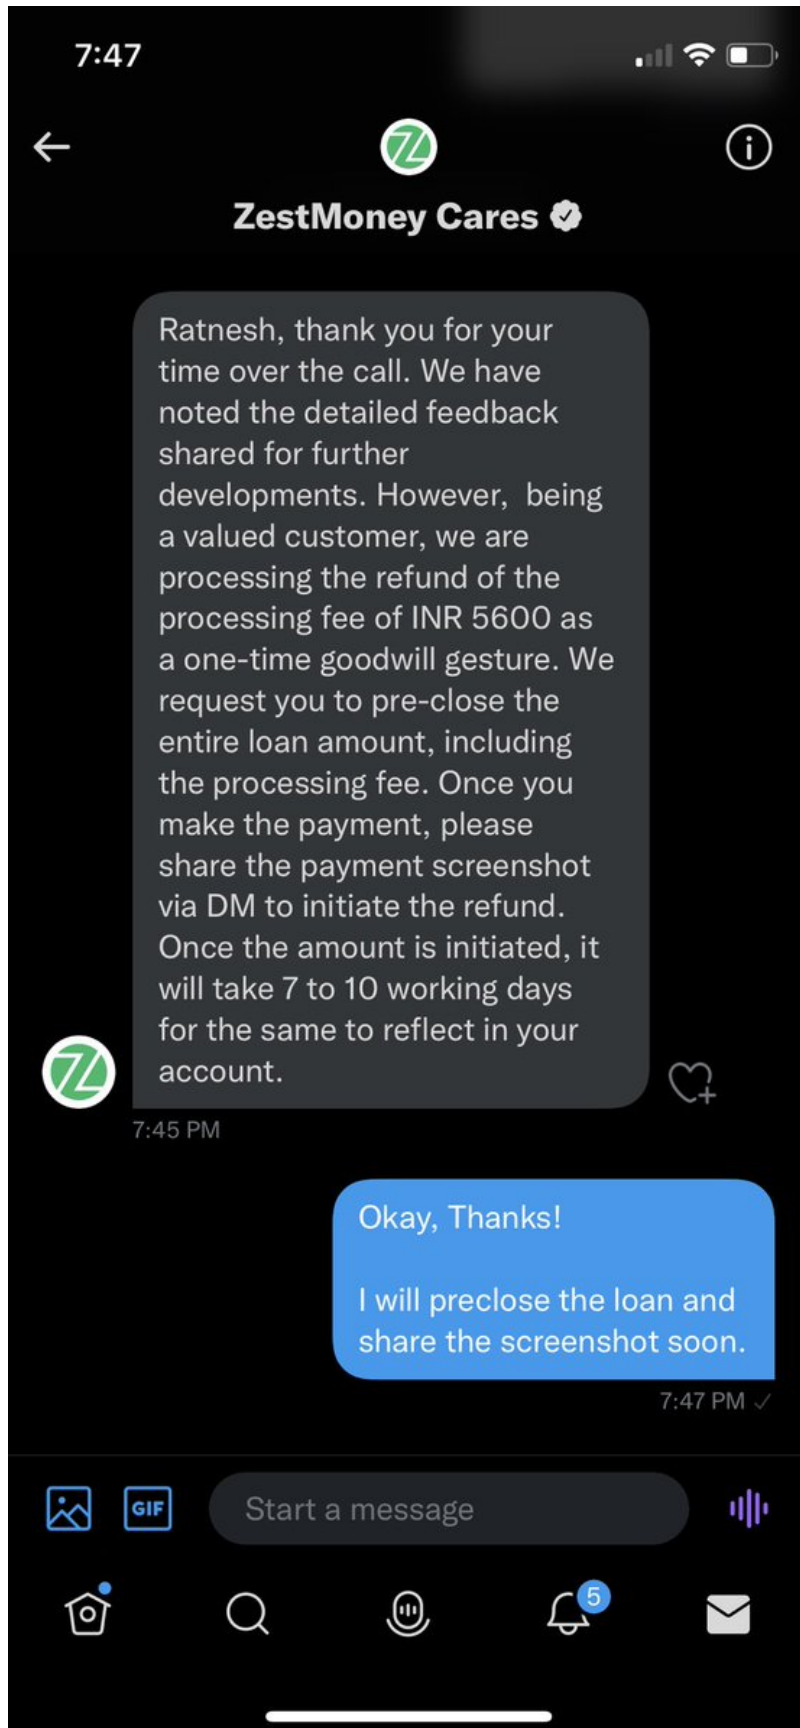 7:47
ZestMoney Cares
Ratnesh, thank you for your
time over the call. We have
noted the detailed feedback
shared for further
developments. However,  being
a valued customer, we are
processing the refund of the
processing fee of INR 5600 as
a one-time goodwill gesture. We
request you to pre-close the
entire loan amount, including
the processing fee. Once you
make the payment, please
share the payment screenshot
via DM to initiate the refund.
Once the amount is initiated, it
will take 7 to 10 working days
for the same to reflect in your
account.
7:45 PM
Okay, Thanks!
I will preclose the loan and
share the screenshot soon.
7:47 PM
GIF
Start a message
5